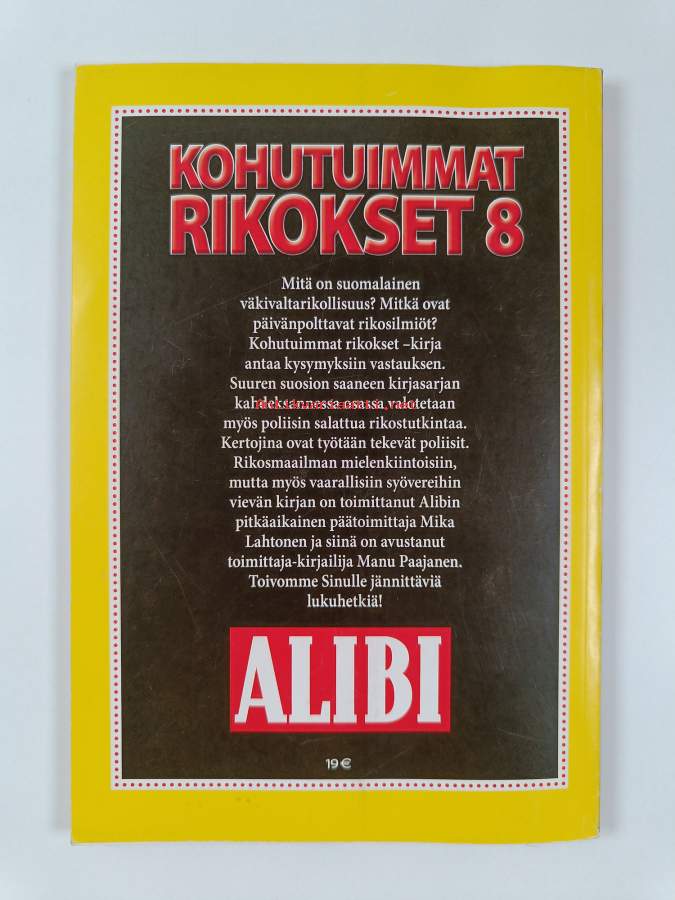 KOHUTUIMMAT
RIKOKSET 8
Mitä on suomalainen
väkivaltarikollisuus? Mitkä ovat
päivänpolttavat rikosilmiöt?
Kohutuimmat rikokset –kirja
antaa kysymyksiin vastauksen.
Suuren suosion saaneen kirjasarjan
kahdeksannessa osassa valotetaan
myös poliisin salattua rikostutkintaa.
Kertojina ovat työtään tekevät poliisit.
Rikosmaailman mielenkiintoisiin,
mutta myös vaarallisiin syövereihin
vievän kirjan on toimittanut Alibin
pitkäaikainen päätoimittaja Mika
Lahtonen ja siinä on avustanut
toimittaja-kirjailija Manu Paajanen.
Toivomme Sinulle jännittäviä
lukuhetkiä!
ALIBI
19 €